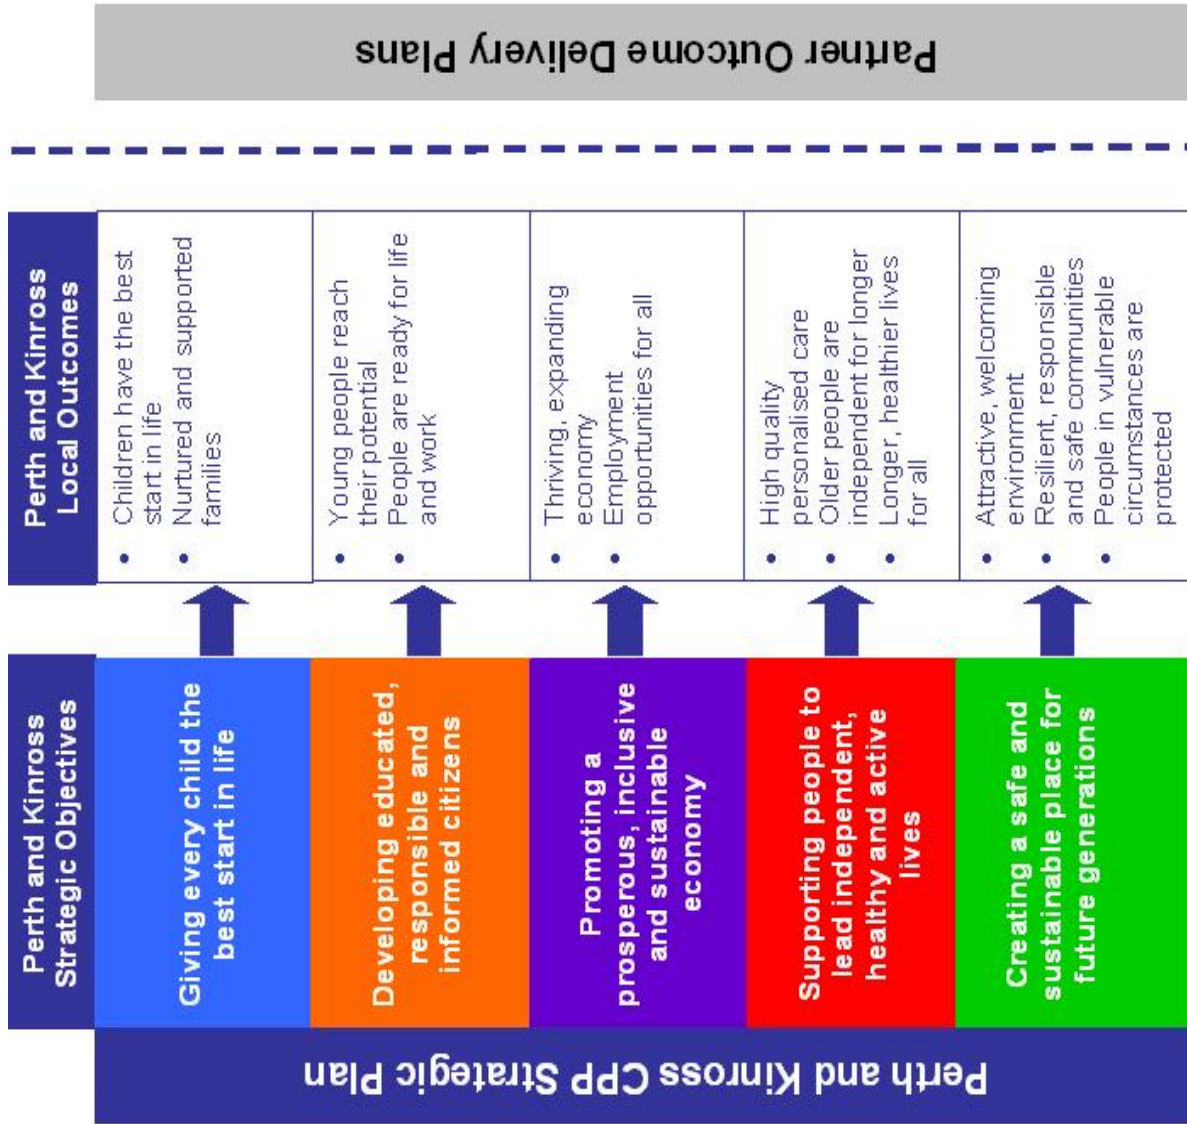 Perth and Kinross CPP Strategic Plan
Perth and Kinross
Strategic Objectives
Perth and Kinross
Local Outcomes
Giving every child the
best start in life
• Children have the best
start in life
• Nurtured and supported
families
Developing educated,
responsible and
informed citizens
• Young people reach
their potential
• People are ready for life
and work
Promoting a
prosperous, inclusive
and sustainable
economy
• Thriving, expanding
economy
• Employment
opportunities for all
Supporting people to
lead independent,
healthy and active
lives
• High quality
personalised care
• Older people are
independent for longer
• Longer, healthier lives
for all
Creating a safe and
sustainable place for
future generations
• Attractive, welcoming
environment
• Resilient, responsible
and safe communities
• People in vulnerable
circumstances are
protected
Partner Outcome Delivery Plans